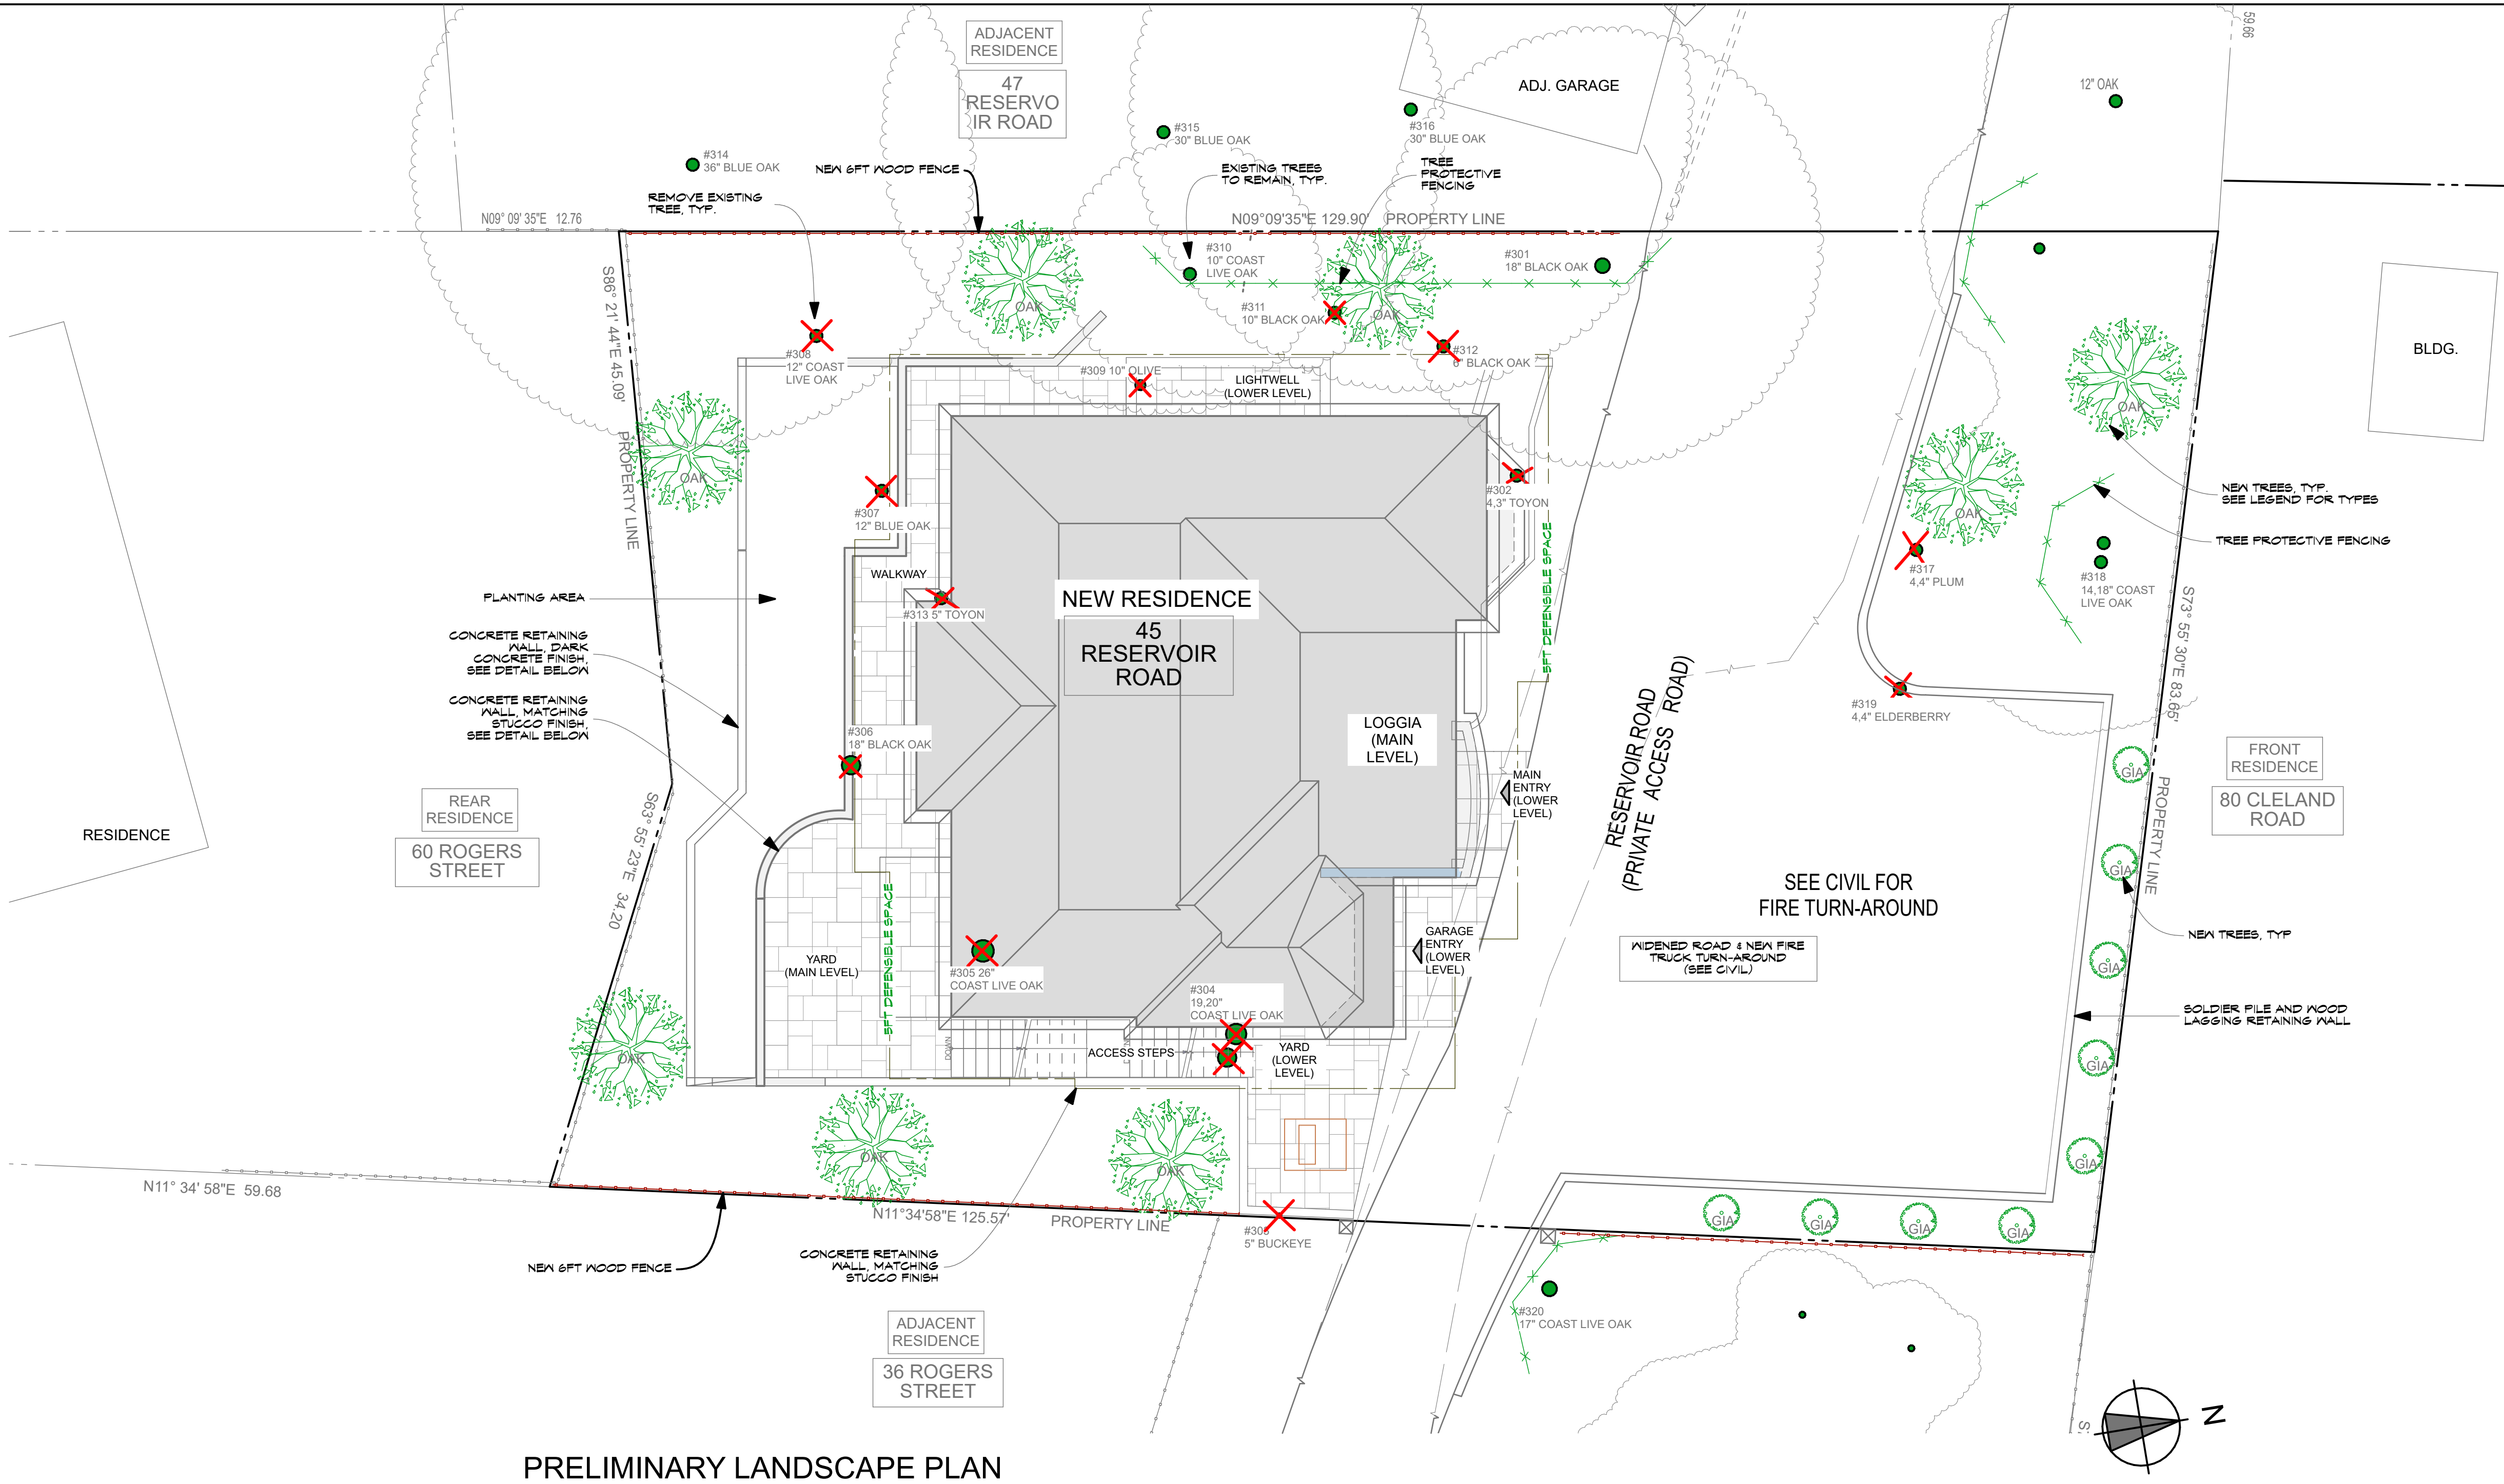 59.66
ADJACENT
RESIDENCE
47
RESERVO
IR ROAD
ADJ. GARAGE
12" OAK
#314
36" BLUE OAK
#315
30" BLUE OAK
#316
30" BLUE OAK
NEW 6FT WOOD FENCE
EXISTING TREES
TO REMAIN, TYP.
TREE
PROTECTIVE
FENCING
REMOVE EXISTING
TREE, TYP.
N09° 09' 35"E 12.76
N09°09'35"E 129.90' PROPERTY LINE
#310
10" COAST
LIVE OAK
#301
18" BLACK OAK
OAK
#311
10" BLACK OAK
OAK
S86° 21' 44"E 45.09'
PROPERTY LINE
#308
12" COAST
LIVE OAK
#309 10" OLIVE
#312
6" BLACK OAK
LIGHTWELL
(LOWER LEVEL)
BLDG.
OAK
OAK
#307
12" BLUE OAK
#302
4,3" TOYON
OAK
NEW TREES, TYP.
SEE LEGEND FOR TYPES
TREE PROTECTIVE FENCING
5FT DEFENSIBLE SPACE
#317
4,4" PLUM
#318
14,18" COAST
LIVE OAK
WALKWAY
#313 5" TOYON
PLANTING AREA
NEW RESIDENCE
45
RESERVOIR
ROAD
CONCRETE RETAINING
WALL, DARK
CONCRETE FINISH,
SEE DETAIL BELOW
CONCRETE RETAINING
WALL, MATCHING
STUCCO FINISH,
SEE DETAIL BELOW
#306
18" BLACK OAK
LOGGIA
(MAIN
LEVEL)
RESERVOIR ROAD
(PRIVATE ACCESS ROAD)
#319
4,4" ELDERBERRY
S73° 55' 30"E 83.65'
PROPERTY LINE
FRONT
RESIDENCE
80 CLELAND
ROAD
GIA
MAIN
ENTRY
(LOWER
LEVEL)
REAR
RESIDENCE
60 ROGERS
STREET
RESIDENCE
S63° 55' 23"E 34.20
GIA
SEE CIVIL FOR
FIRE TURN-AROUND
5FT DEFENSIBLE SPACE
YARD
(MAIN LEVEL)
#305 26"
COAST LIVE OAK
GARAGE
ENTRY
(LOWER
LEVEL)
WIDENED ROAD & NEW FIRE
TRUCK TURN-AROUND
(SEE CIVIL)
NEW TREES, TYP
GIA
#304
19,20"
COAST LIVE OAK
SOLDIER PILE AND WOOD
LAGGING RETAINING WALL
DOWN
ACCESS STEPS
YARD
(LOWER
LEVEL)
OAK
GIA
OAK
OAK
GIA
N11° 34' 58"E 59.68
N11°34'58"E 125.57'
PROPERTY LINE
GIA
GIA
GIA
GIA
5" BUCKEYE
NEW 6FT WOOD FENCE
CONCRETE RETAINING
WALL, MATCHING
STUCCO FINISH
#320
17" COAST LIVE OAK
ADJACENT
RESIDENCE
36 ROGERS
STREET
S
N
PRELIMINARY LANDSCAPE PLAN